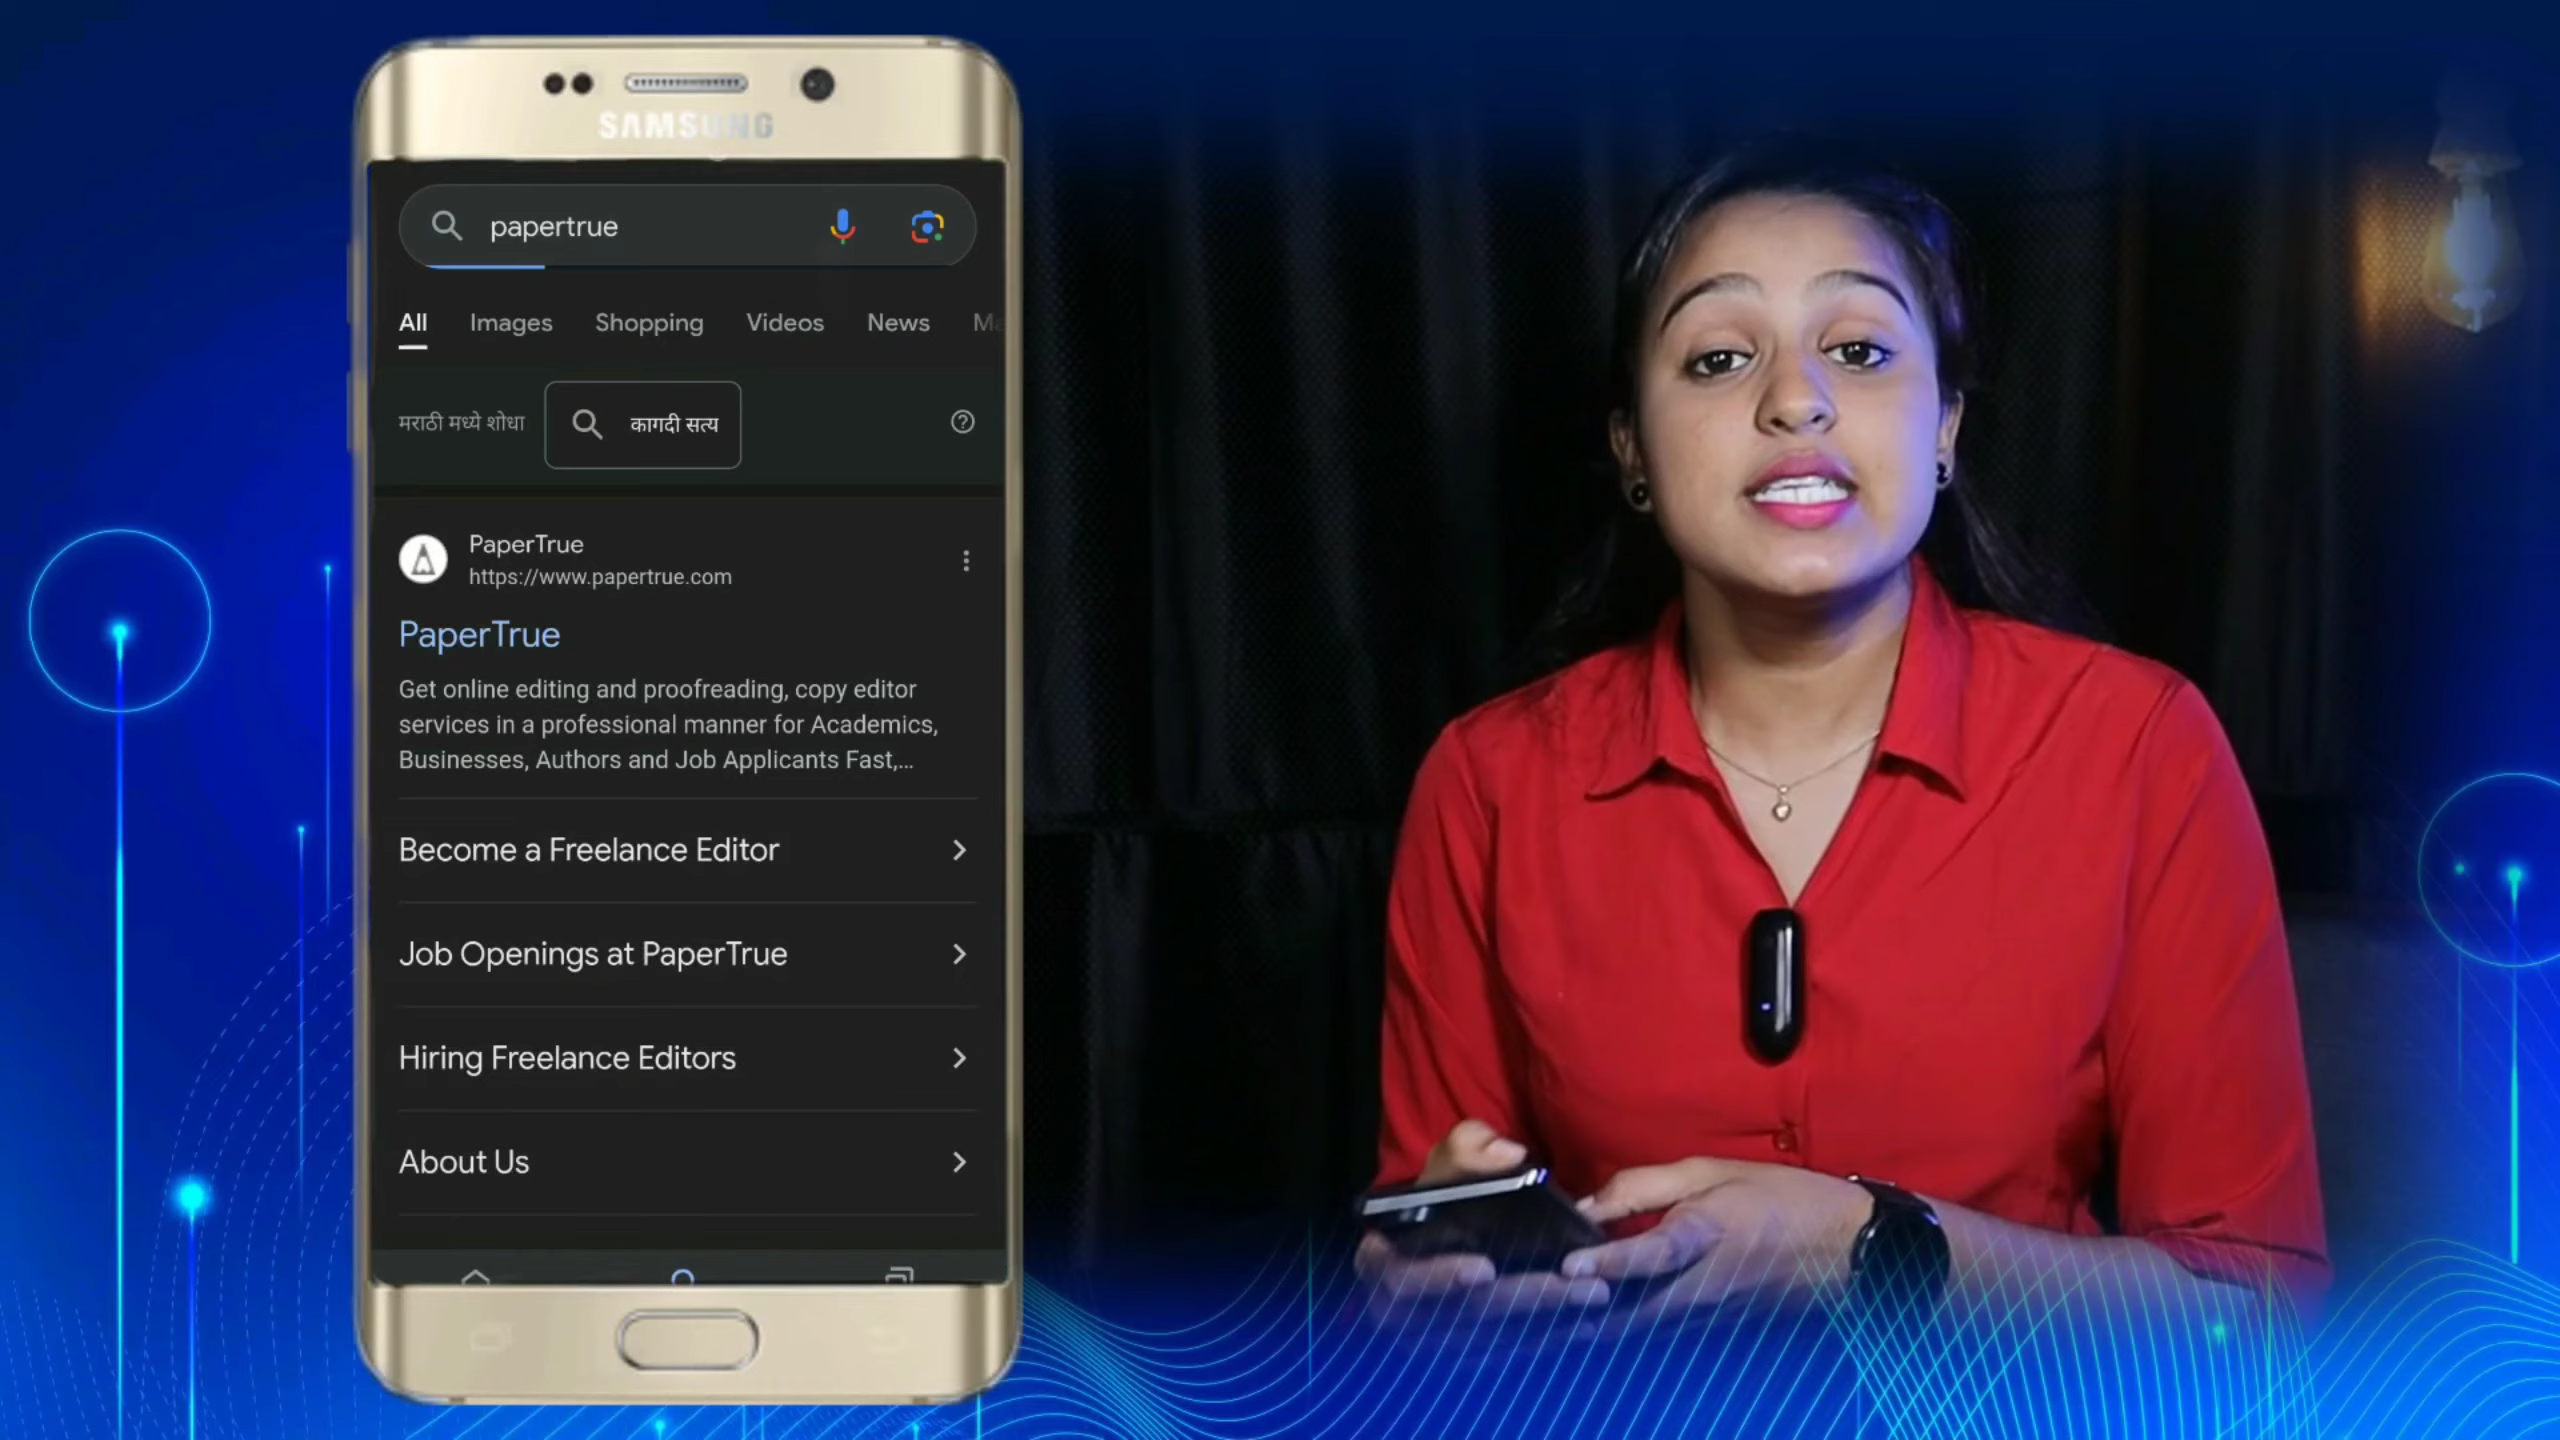 SAMSUNG
papertrue
All Images Shopping Videos News
मराठी मध्ये शोधा कागदी सत्य
PaperTrue
https://www.papertrue.com
PaperTrue
Get online editing and proofreading, copy editor
services in a professional manner for Academics,
Businesses, Authors and Job Applicants Fast,...
Become a Freelance Editor
Job Openings at PaperTrue
Hiring Freelance Editors
About Us